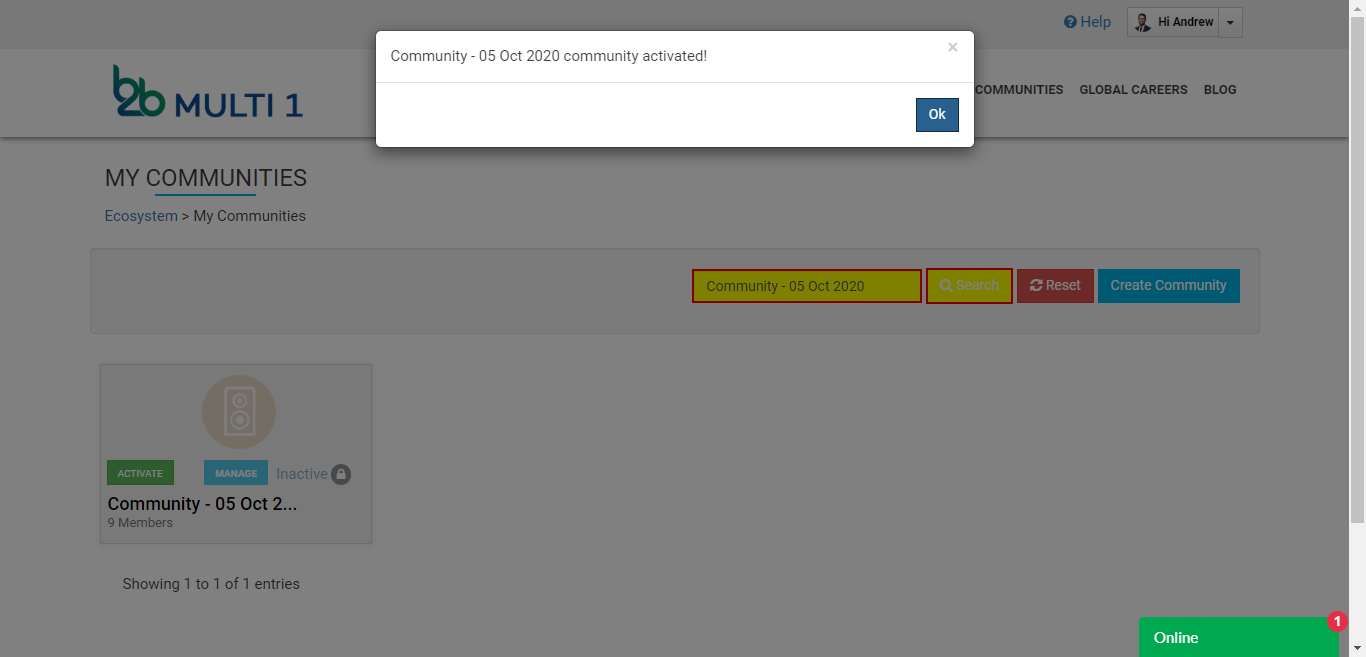 Help
Hi Andrew
Community - 05 Oct 2020 community activated!
×
Ok
b2b MULTI 1
COMMUNITIES GLOBAL CAREERS BLOG
MY COMMUNITIES
Ecosystem > My Communities
Community - 05 Oct 2020 Search Reset Create Community
ACTIVATE MANAGE Inactive
Community - 05 Oct 2...
9 Members
Showing 1 to 1 of 1 entries
Online
1